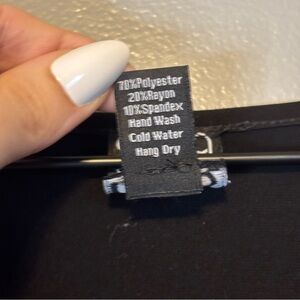 70%Polyester
20%Rayon
10%Spandex
Hand Wash
Cold Water
Hang Dry